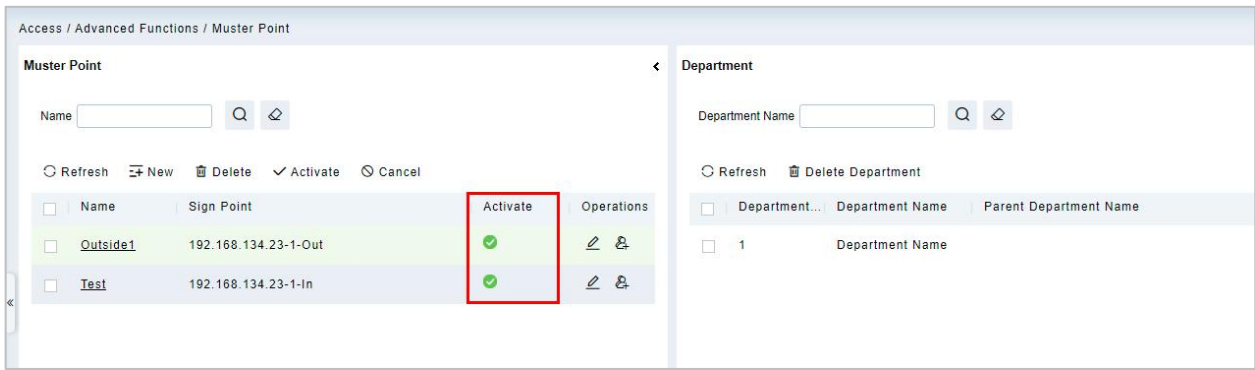 Access / Advanced Functions / Muster Point
Muster Point
Department
Name
Department Name
Refresh New Delete Activate Cancel
Refresh Delete Department
Name Sign Point Activate Operations
Department... Department Name Parent Department Name
Outside1 192.168.134.23-1-Out
1 Department Name
Test 192.168.134.23-1-In